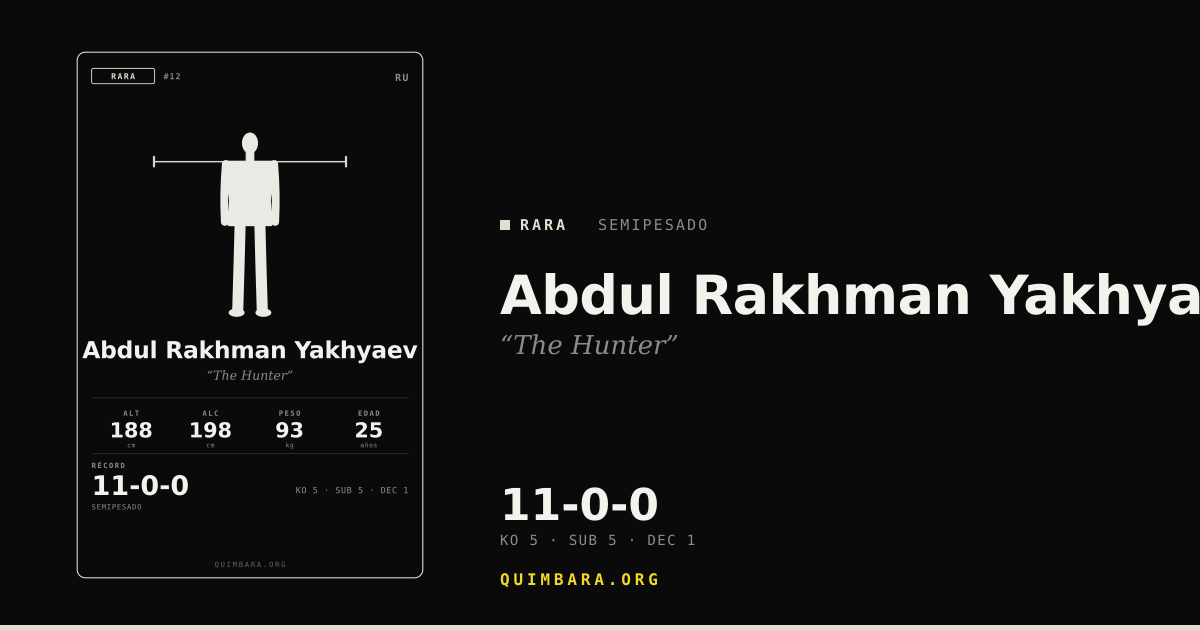 RARA #12 RU
Abdul Rakhman Yakhyaev
“The Hunter”
ALT ALC PESO EDAD
188 198 93 25
cm cm kg años
RÉCORD
11-0-0
KO 5 · SUB 5 · DEC 1
SEMIPESADO
QUIMBARA.ORG
RARA SEMIPESADO
Abdul Rakhman Yakhya
“The Hunter”
11-0-0
KO 5 · SUB 5 · DEC 1
QUIMBARA.ORG